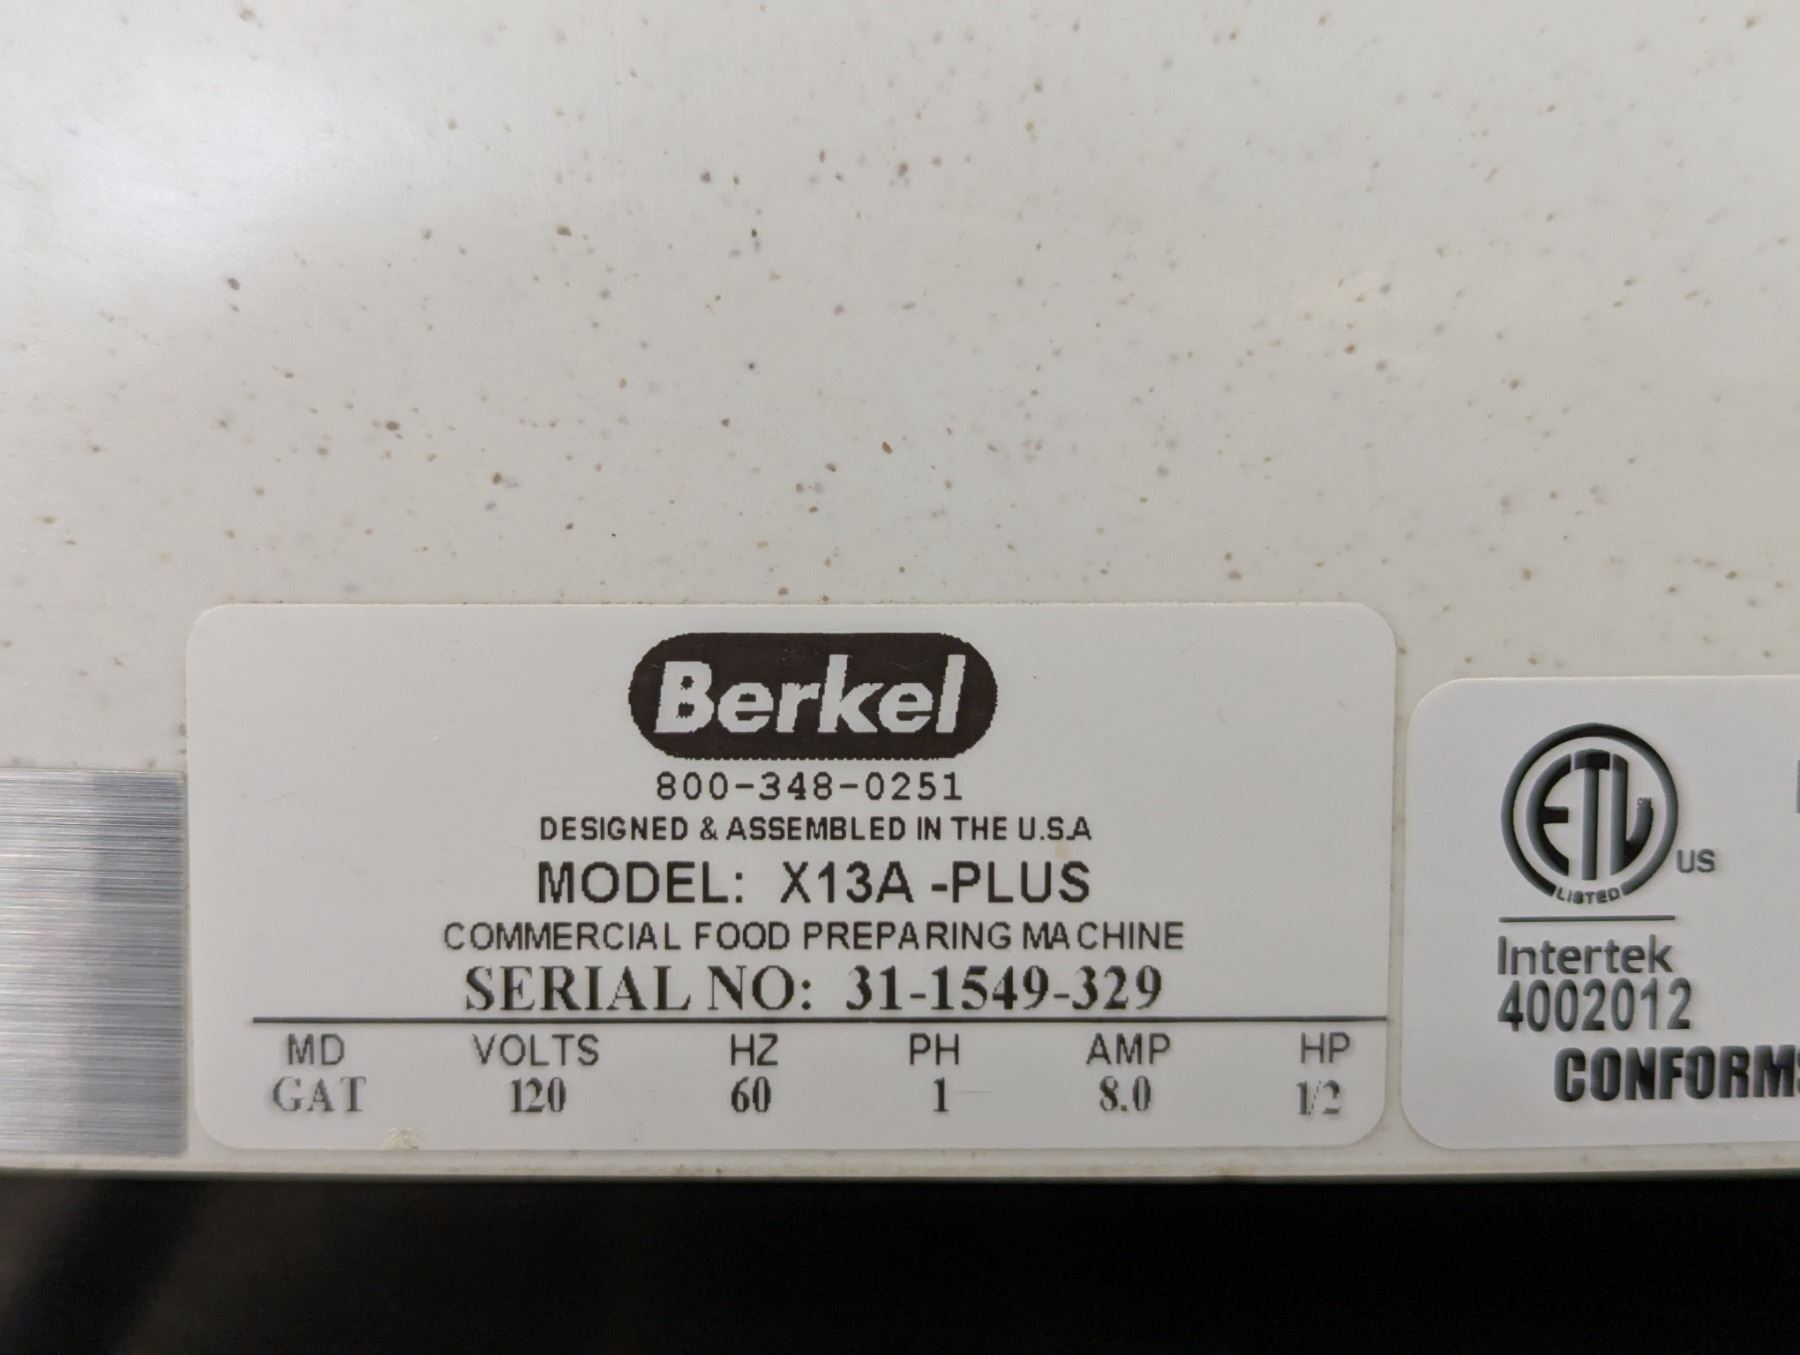 Berkel
800-348-0251
DESIGNED & ASSEMBLED IN THE U.S.A
MODEL: X13A -PLUS
COMMERCIAL FOOD PREPARING MACHINE
SERIAL NO: 31-1549-329
MD VOLTS HZ PH AMP HP
GAT 120 60 1 8.0 1/2
ETL
LISTED
US
Intertek
4002012
CONFORMS